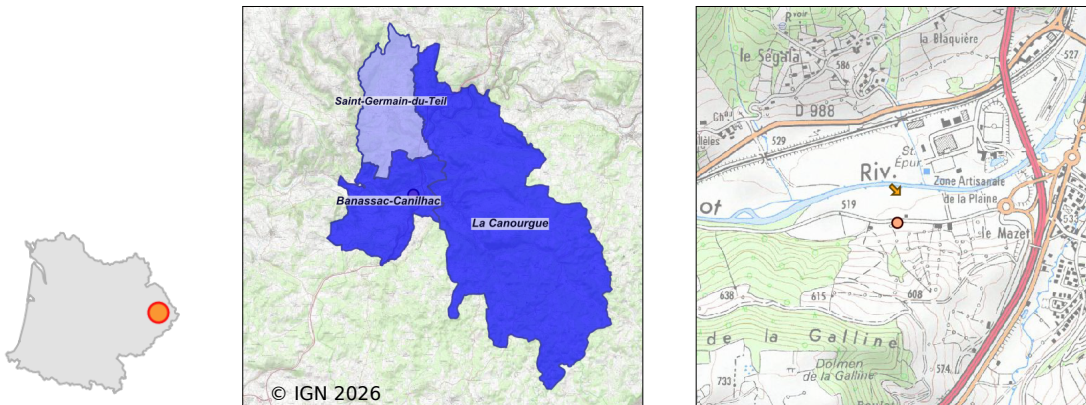 Saint-Germain-du-Teil
Banassac-Canilhac
La Canourgue
© IGN 2026
la Blaquière
le Ségala
586
527
D 988
529
St.
Épur.
Riv.
Zone Artisanale
de la Plaine
519
ot
533
le Mazet
638
615
608
de la Galline
574
Dolmen
de la Galline
733